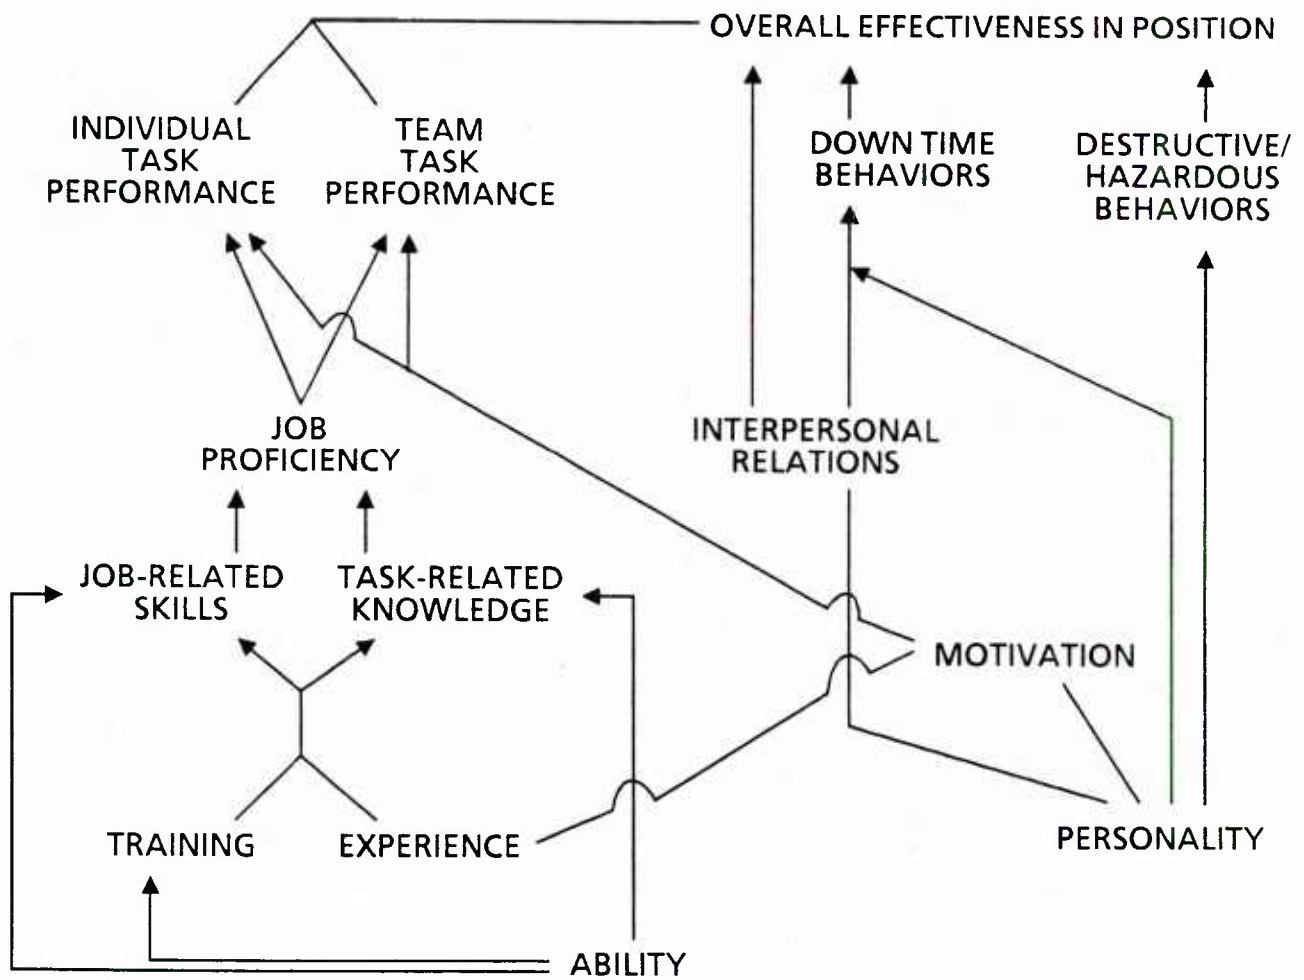 OVERALL EFFECTIVENESS IN POSITION
INDIVIDUAL
TASK
PERFORMANCE
TEAM
TASK
PERFORMANCE
DOWN TIME
BEHAVIORS
DESTRUCTIVE/
HAZARDOUS
BEHAVIORS
JOB
PROFICIENCY
INTERPERSONAL
RELATIONS
JOB-RELATED
SKILLS
TASK-RELATED
KNOWLEDGE
MOTIVATION
TRAINING
EXPERIENCE
PERSONALITY
ABILITY